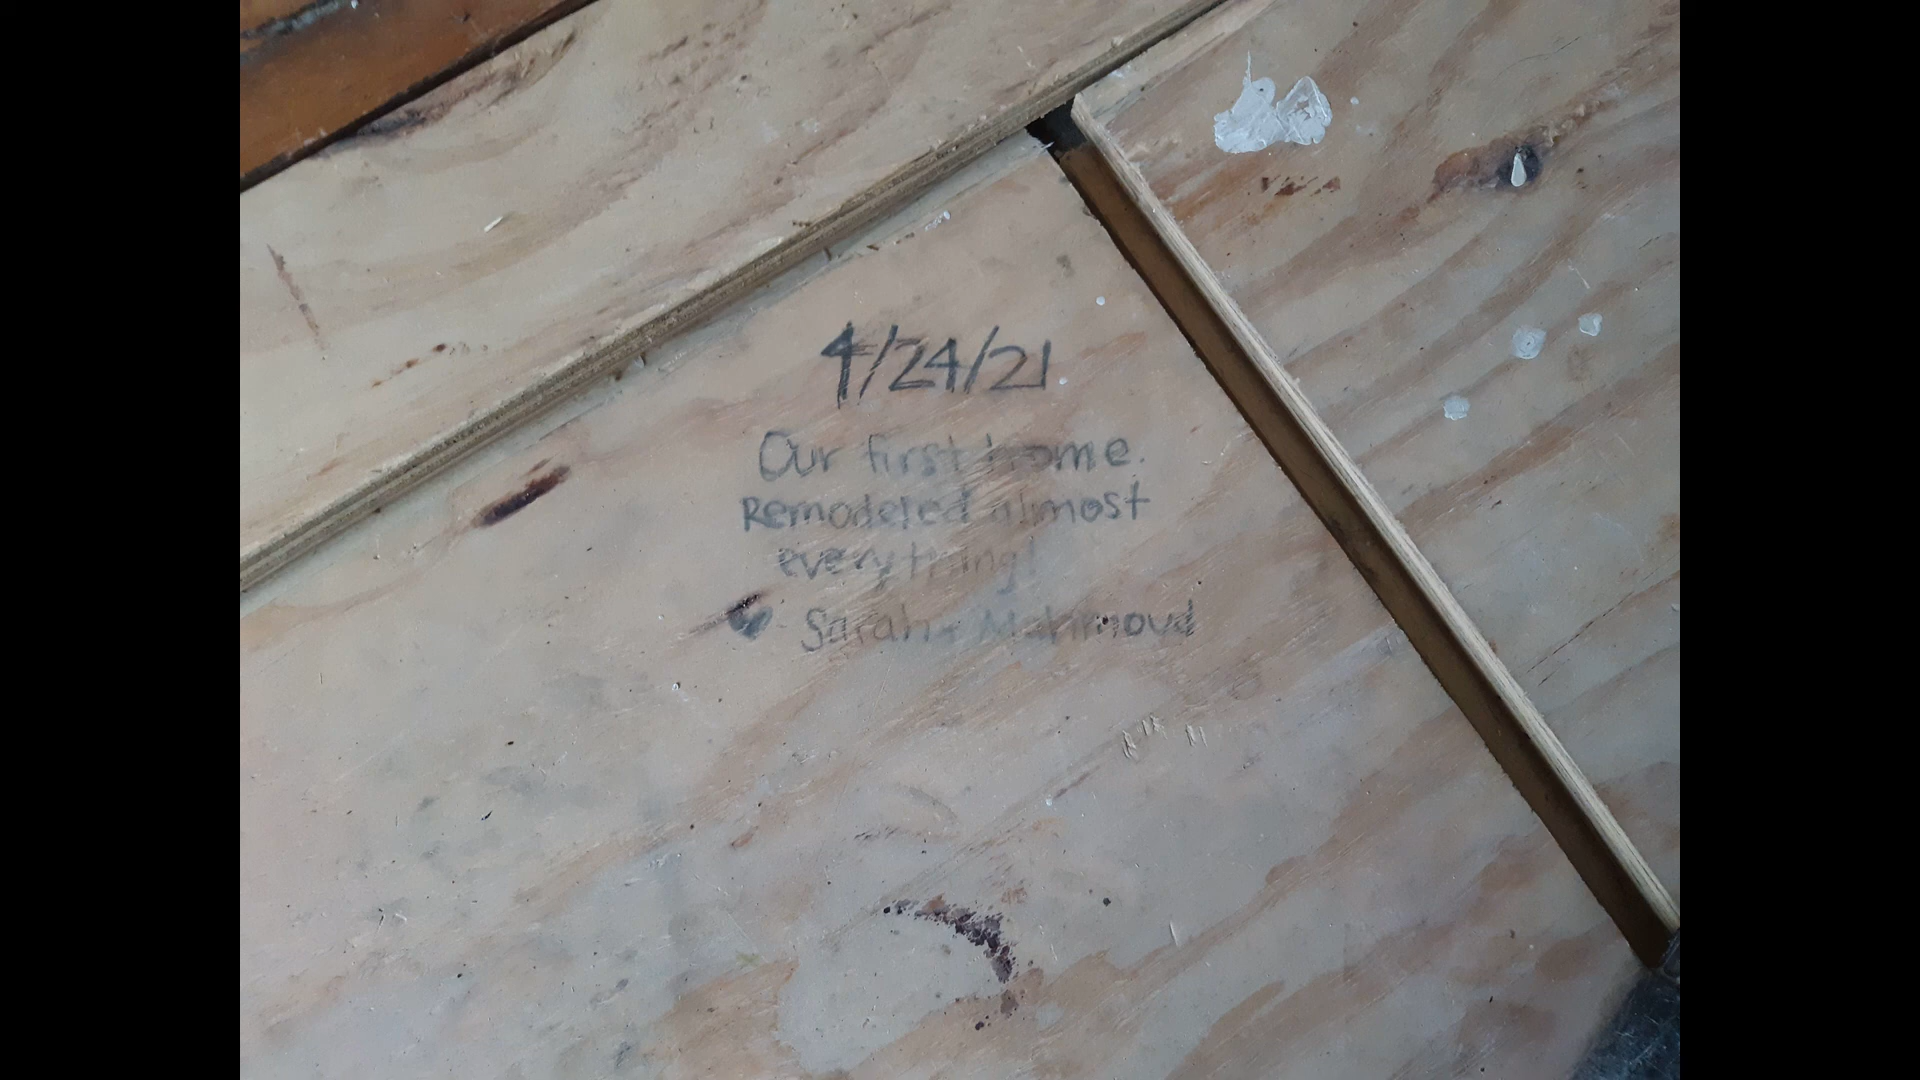 4/24/21
Our first home.
Remodeled almost
everything!
♥ - Sarah + Mahmoud